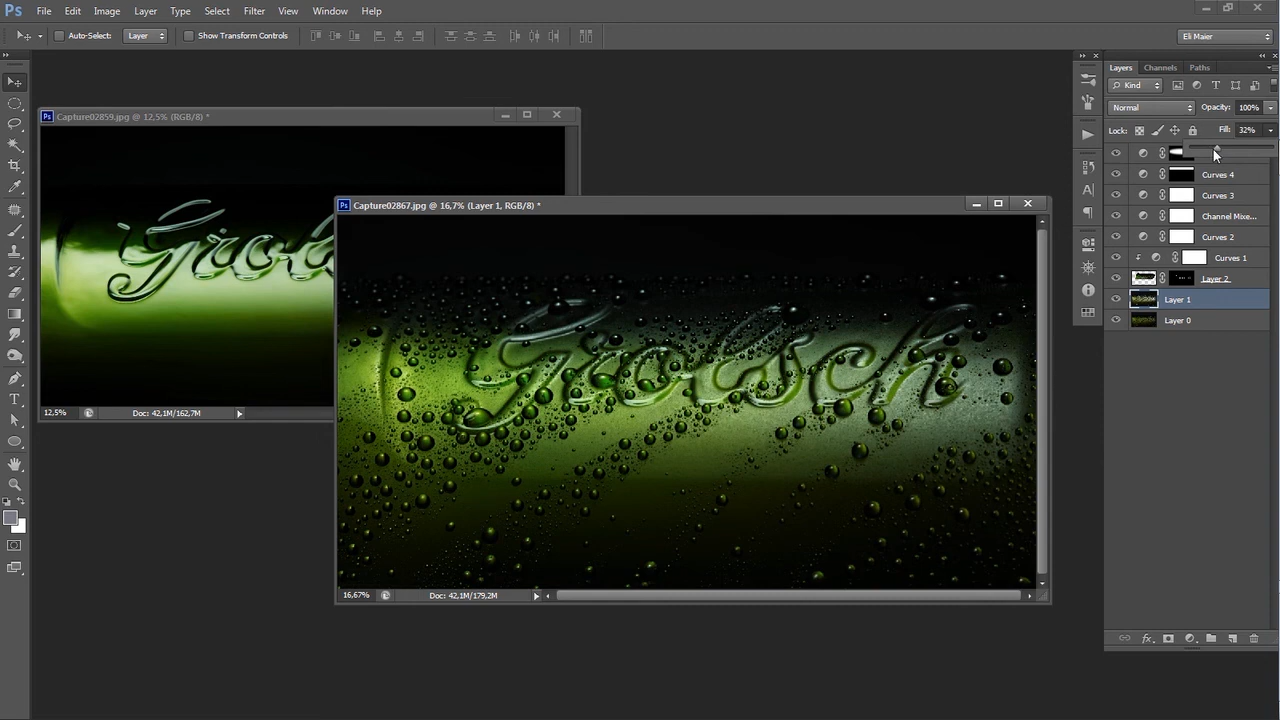 Ps File Edit Image Layer Type Select Filter View Window Help
Auto-Select: Layer Show Transform Controls Eli Maier
Layers Channels Paths
Kind
Normal Opacity: 100%
Lock: Fill: 32%
Capture02859.jpg @ 12,5% (RGB/8) *
Curves 4
Curves 3
Channel Mixe...
Curves 2
Curves 1
Layer 2
Layer 1
Layer 0
Capture02867.jpg @ 16,7% (Layer 1, RGB/8) *
Grols
Grolsch
12,5% Doc: 42,1M/162,7M
16,67% Doc: 42,1M/179,2M